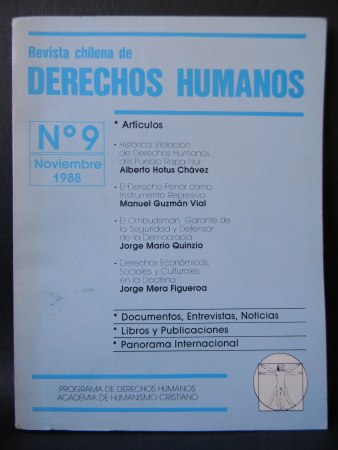 Revista chilena de
DERECHOS HUMANOS
Nº 9
Noviembre
1988
* Artículos
• Histórica Violación
de Derechos Humanos
del Pueblo Rapa Nui
Alberto Hotus Chávez
• El Derecho Penal como
Instrumento Represivo
Manuel Guzmán Vial
• El Ombudsman: Garante de
la Seguridad y Defensor
de la Democracia
Jorge Mario Quinzio
• Derechos Económicos,
Sociales y Culturales
en la Doctrina
Jorge Mera Figueroa
* Documentos, Entrevistas, Noticias
* Libros y Publicaciones
* Panorama Internacional
PROGRAMA DE DERECHOS HUMANOS
ACADEMIA DE HUMANISMO CRISTIANO